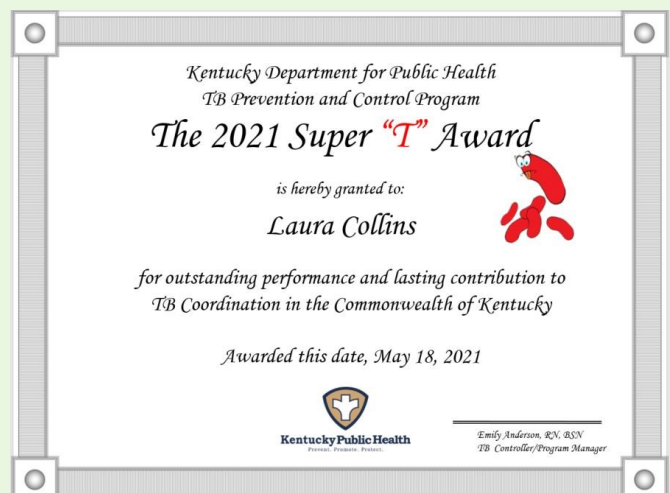 Kentucky Department for Public Health
TB Prevention and Control Program
The 2021 Super “T” Award
is hereby granted to:
Laura Collins
for outstanding performance and lasting contribution to
TB Coordination in the Commonwealth of Kentucky
Awarded this date, May 18, 2021
Kentucky Public Health
Prevent. Promote. Protect.
Emily Anderson, RN, BSN
TB Controller/Program Manager